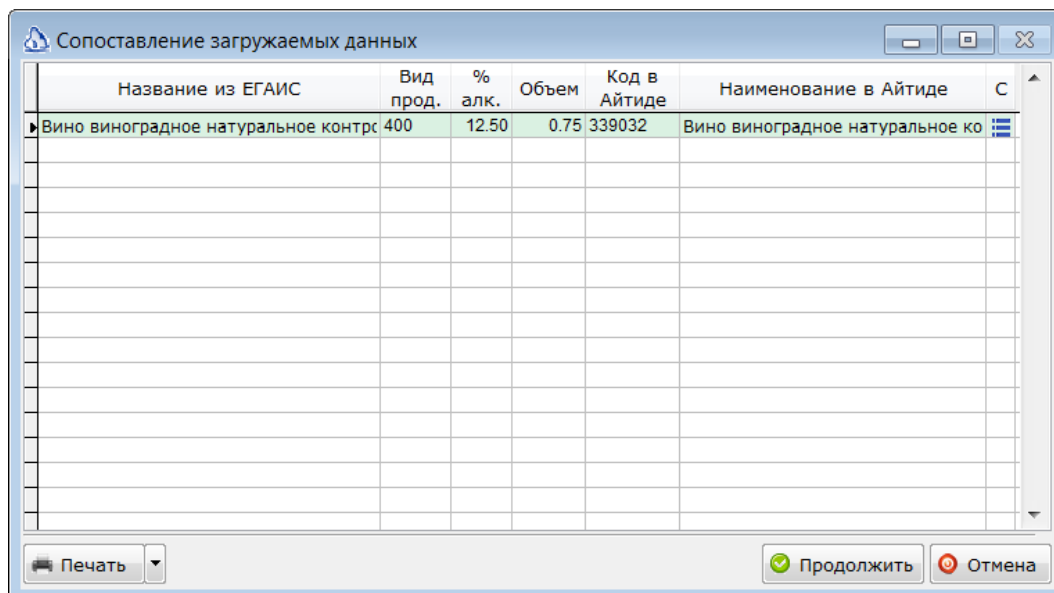 Сопоставление загружаемых данных
Название из ЕГАИС Вид прод. % алк. Объем Код в Айтиде Наименование в Айтиде С
Вино виноградное натуральное контрс 400 12.50 0.75 339032 Вино виноградное натуральное ко
Печать Продолжить Отмена